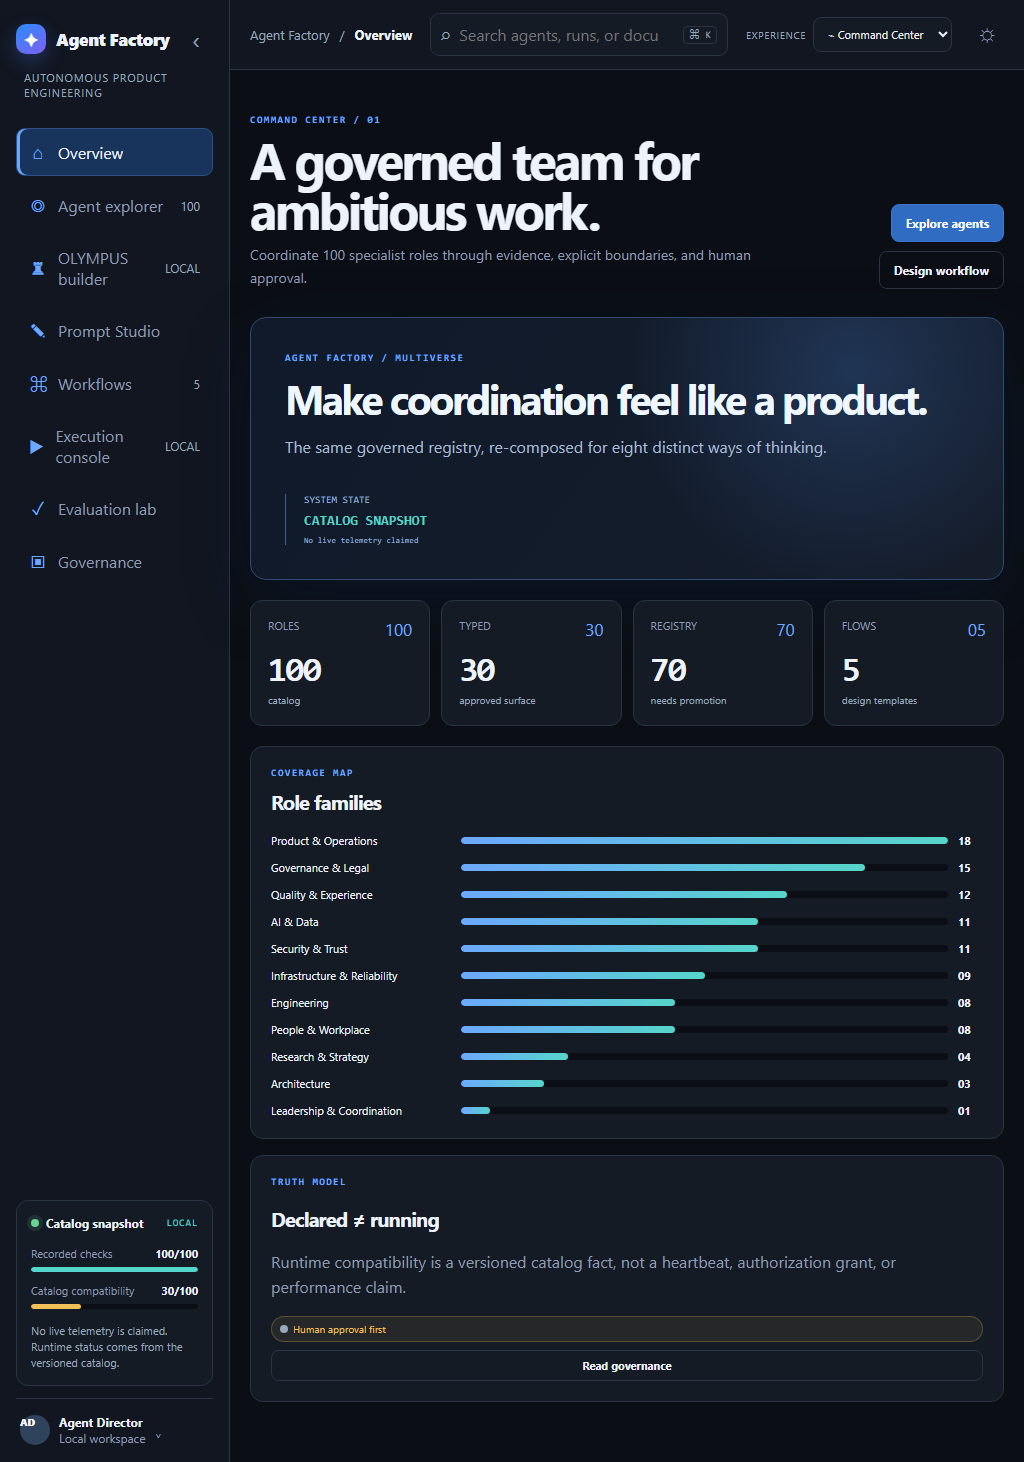 Agent Factory
AUTONOMOUS PRODUCT
ENGINEERING
Overview
Agent explorer 100
OLYMPUS
builder LOCAL
Prompt Studio
Workflows 5
Execution
console LOCAL
Evaluation lab
Governance
Catalog snapshot LOCAL
Recorded checks 100/100
Catalog compatibility 30/100
No live telemetry is claimed.
Runtime status comes from the
versioned catalog.
AD
Agent Director
Local workspace
Agent Factory / Overview
Search agents, runs, or docu ⌘ K
EXPERIENCE
~ Command Center
COMMAND CENTER / 01
A governed team for
ambitious work.
Coordinate 100 specialist roles through evidence, explicit boundaries, and human
approval.
Explore agents
Design workflow
AGENT FACTORY / MULTIVERSE
Make coordination feel like a product.
The same governed registry, re-composed for eight distinct ways of thinking.
SYSTEM STATE
CATALOG SNAPSHOT
No live telemetry claimed
ROLES 100
100
catalog
TYPED 30
30
approved surface
REGISTRY 70
70
needs promotion
FLOWS 05
5
design templates
COVERAGE MAP
Role families
Product & Operations 18
Governance & Legal 15
Quality & Experience 12
AI & Data 11
Security & Trust 11
Infrastructure & Reliability 09
Engineering 08
People & Workplace 08
Research & Strategy 04
Architecture 03
Leadership & Coordination 01
TRUTH MODEL
Declared ≠ running
Runtime compatibility is a versioned catalog fact, not a heartbeat, authorization grant, or
performance claim.
Human approval first
Read governance